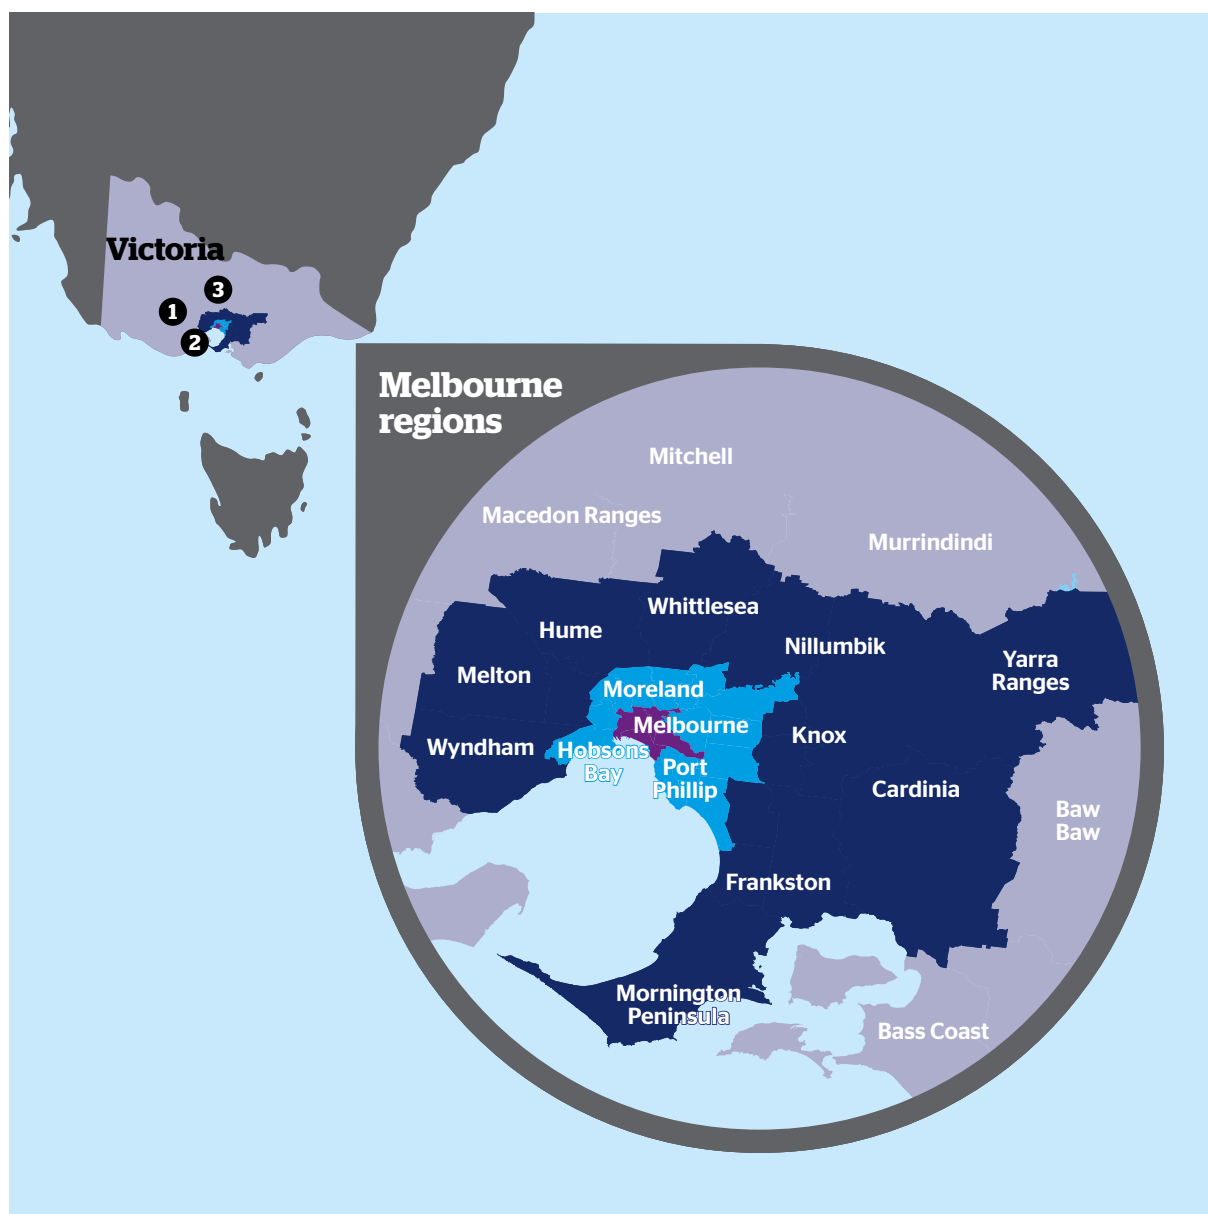 Victoria
3
1
2
Melbourne
regions
Mitchell
Macedon Ranges
Murrindindi
Whittlesea
Hume
Nillumbik
Yarra
Ranges
Melton
Moreland
Melbourne
Knox
Wyndham
Hobsons
Bay
Port
Phillip
Cardinia
Baw
Baw
Frankston
Mornington
Peninsula
Bass Coast